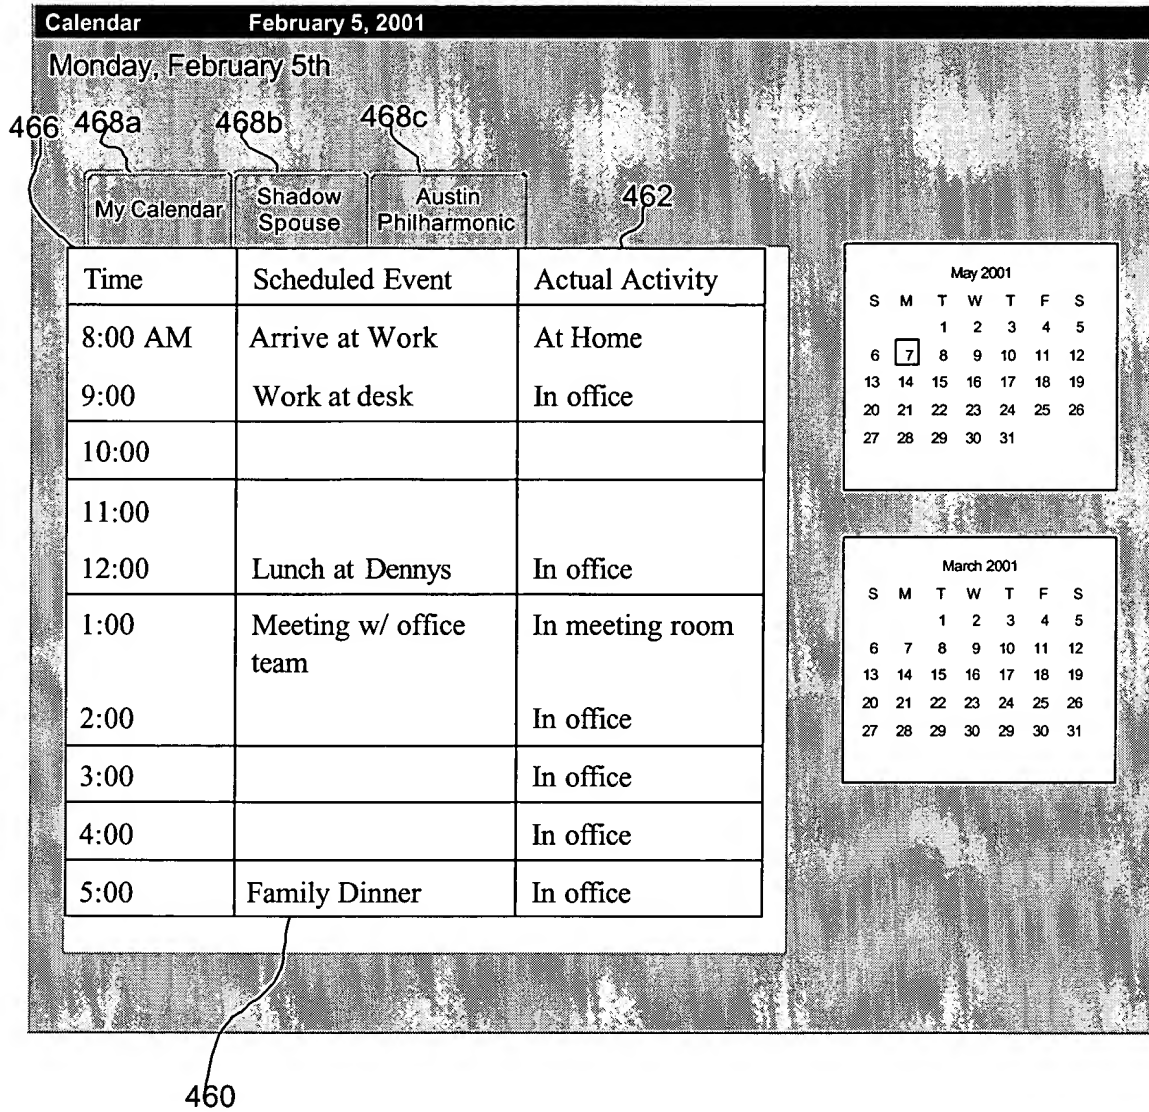 Calendar February 5, 2001
Monday, February 5th
466 468a 468b 468c
My Calendar Shadow Spouse Austin Philharmonic 462
Time Scheduled Event Actual Activity
8:00 AM Arrive at Work At Home
9:00 Work at desk In office
10:00
11:00
12:00 Lunch at Dennys In office
1:00 Meeting w/ office team In meeting room
2:00 In office
3:00 In office
4:00 In office
5:00 Family Dinner In office
May 2001
S M T W T F S
1 2 3 4 5
6 7 8 9 10 11 12
13 14 15 16 17 18 19
20 21 22 23 24 25 26
27 28 29 30 31
March 2001
S M T W T F S
1 2 3 4 5
6 7 8 9 10 11 12
13 14 15 16 17 18 19
20 21 22 23 24 25 26
27 28 29 30 29 30 31
460